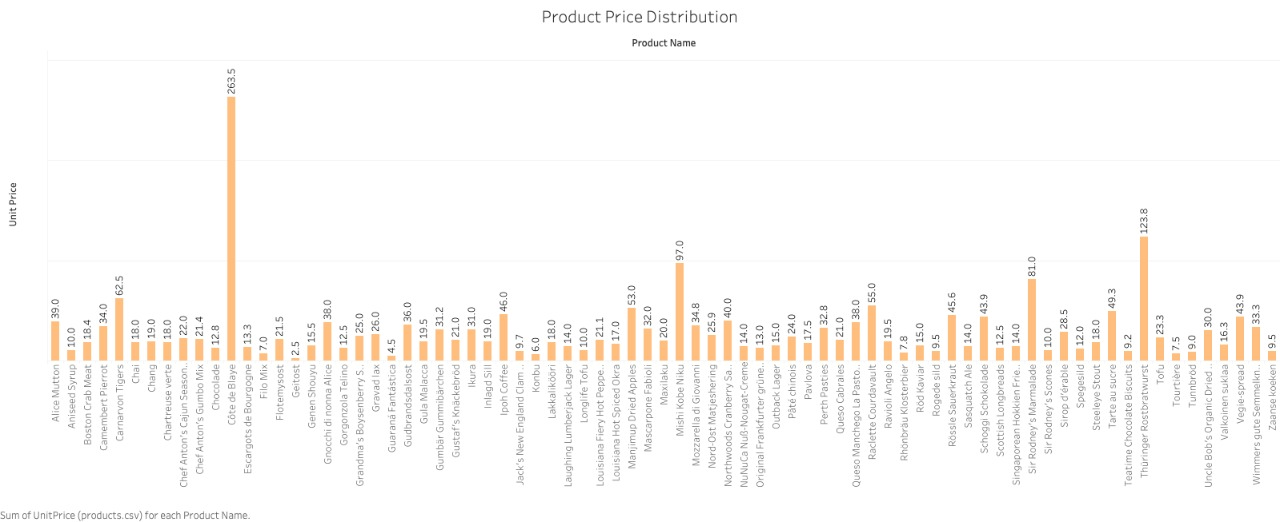 Product Price Distribution
Product Name
Unit Price
39.0
10.0
18.4
34.0
62.5
18.0
19.0
18.0
22.0
21.4
12.8
263.5
13.3
7.0
21.5
2.5
15.5
38.0
12.5
25.0
26.0
4.5
36.0
19.5
31.2
21.0
31.0
19.0
46.0
9.7
6.0
18.0
14.0
10.0
21.1
17.0
53.0
32.0
20.0
97.0
34.8
25.9
40.0
14.0
13.0
15.0
24.0
17.5
32.8
21.0
38.0
55.0
19.5
7.8
15.0
9.5
45.6
14.0
43.9
12.5
14.0
81.0
10.0
28.5
12.0
18.0
49.3
9.2
123.8
23.3
7.5
9.0
30.0
16.3
43.9
33.3
9.5
Alice Mutton
Aniseed Syrup
Boston Crab Meat
Camembert Pierrot
Carnarvon Tigers
Chai
Chang
Chartreuse verte
Chef Anton's Cajun Season..
Chef Anton's Gumbo Mix
Chocolade
Côte de Blaye
Escargots de Bourgogne
Filo Mix
Flotemysost
Geitost
Genen Shouyu
Gnocchi di nonna Alice
Gorgonzola Telino
Grandma's Boysenberry S..
Gravad lax
Guaraná Fantástica
Gudbrandsdalsost
Gula Malacca
Gumbär Gummibärchen
Gustaf's Knäckebröd
Ikura
Inlagd Sill
Ipoh Coffee
Jack's New England Clam ..
Konbu
Lakkalikööri
Laughing Lumberjack Lager
Longlife Tofu
Louisiana Fiery Hot Peppe..
Louisiana Hot Spiced Okra
Manjimup Dried Apples
Mascarpone Fabioli
Maxilaku
Mishi Kobe Niku
Mozzarella di Giovanni
Nord-Ost Matjeshering
Northwoods Cranberry Sa..
NuNuCa Nuß-Nougat-Creme
Original Frankfurter grüne..
Outback Lager
Pâté chinois
Pavlova
Perth Pasties
Queso Cabrales
Queso Manchego La Pasto..
Raclette Courdavault
Ravioli Angelo
Rhönbräu Klosterbier
Röd Kaviar
Rogede sild
Rössle Sauerkraut
Sasquatch Ale
Schoggi Schokolade
Scottish Longbreads
Singaporean Hokkien Frie..
Sir Rodney's Marmalade
Sir Rodney's Scones
Sirop d'érable
Spegesild
Steeleye Stout
Tarte au sucre
Teatime Chocolate Biscuits
Thüringer Rostbratwurst
Tofu
Tourtière
Tunnbröd
Uncle Bob's Organic Dried ..
Valkoinen suklaa
Vegie-spread
Wimmers gute Semmelkn..
Zaanse koeken
Sum of UnitPrice (products.csv) for each Product Name.